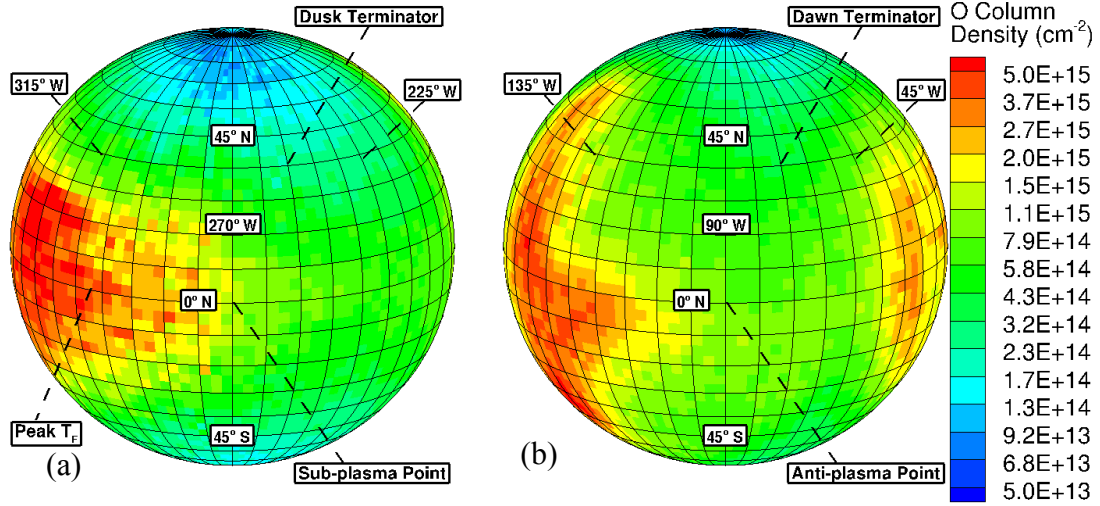 Dusk Terminator
315° W
225° W
45° N
270° W
0° N
Peak T_F
45° S
(a)
Sub-plasma Point
Dawn Terminator
135° W
45° W
45° N
90° W
0° N
45° S
(b)
Anti-plasma Point
O Column
Density (cm⁻²)
5.0E+15
3.7E+15
2.7E+15
2.0E+15
1.5E+15
1.1E+15
7.9E+14
5.8E+14
4.3E+14
3.2E+14
2.3E+14
1.7E+14
1.3E+14
9.2E+13
6.8E+13
5.0E+13